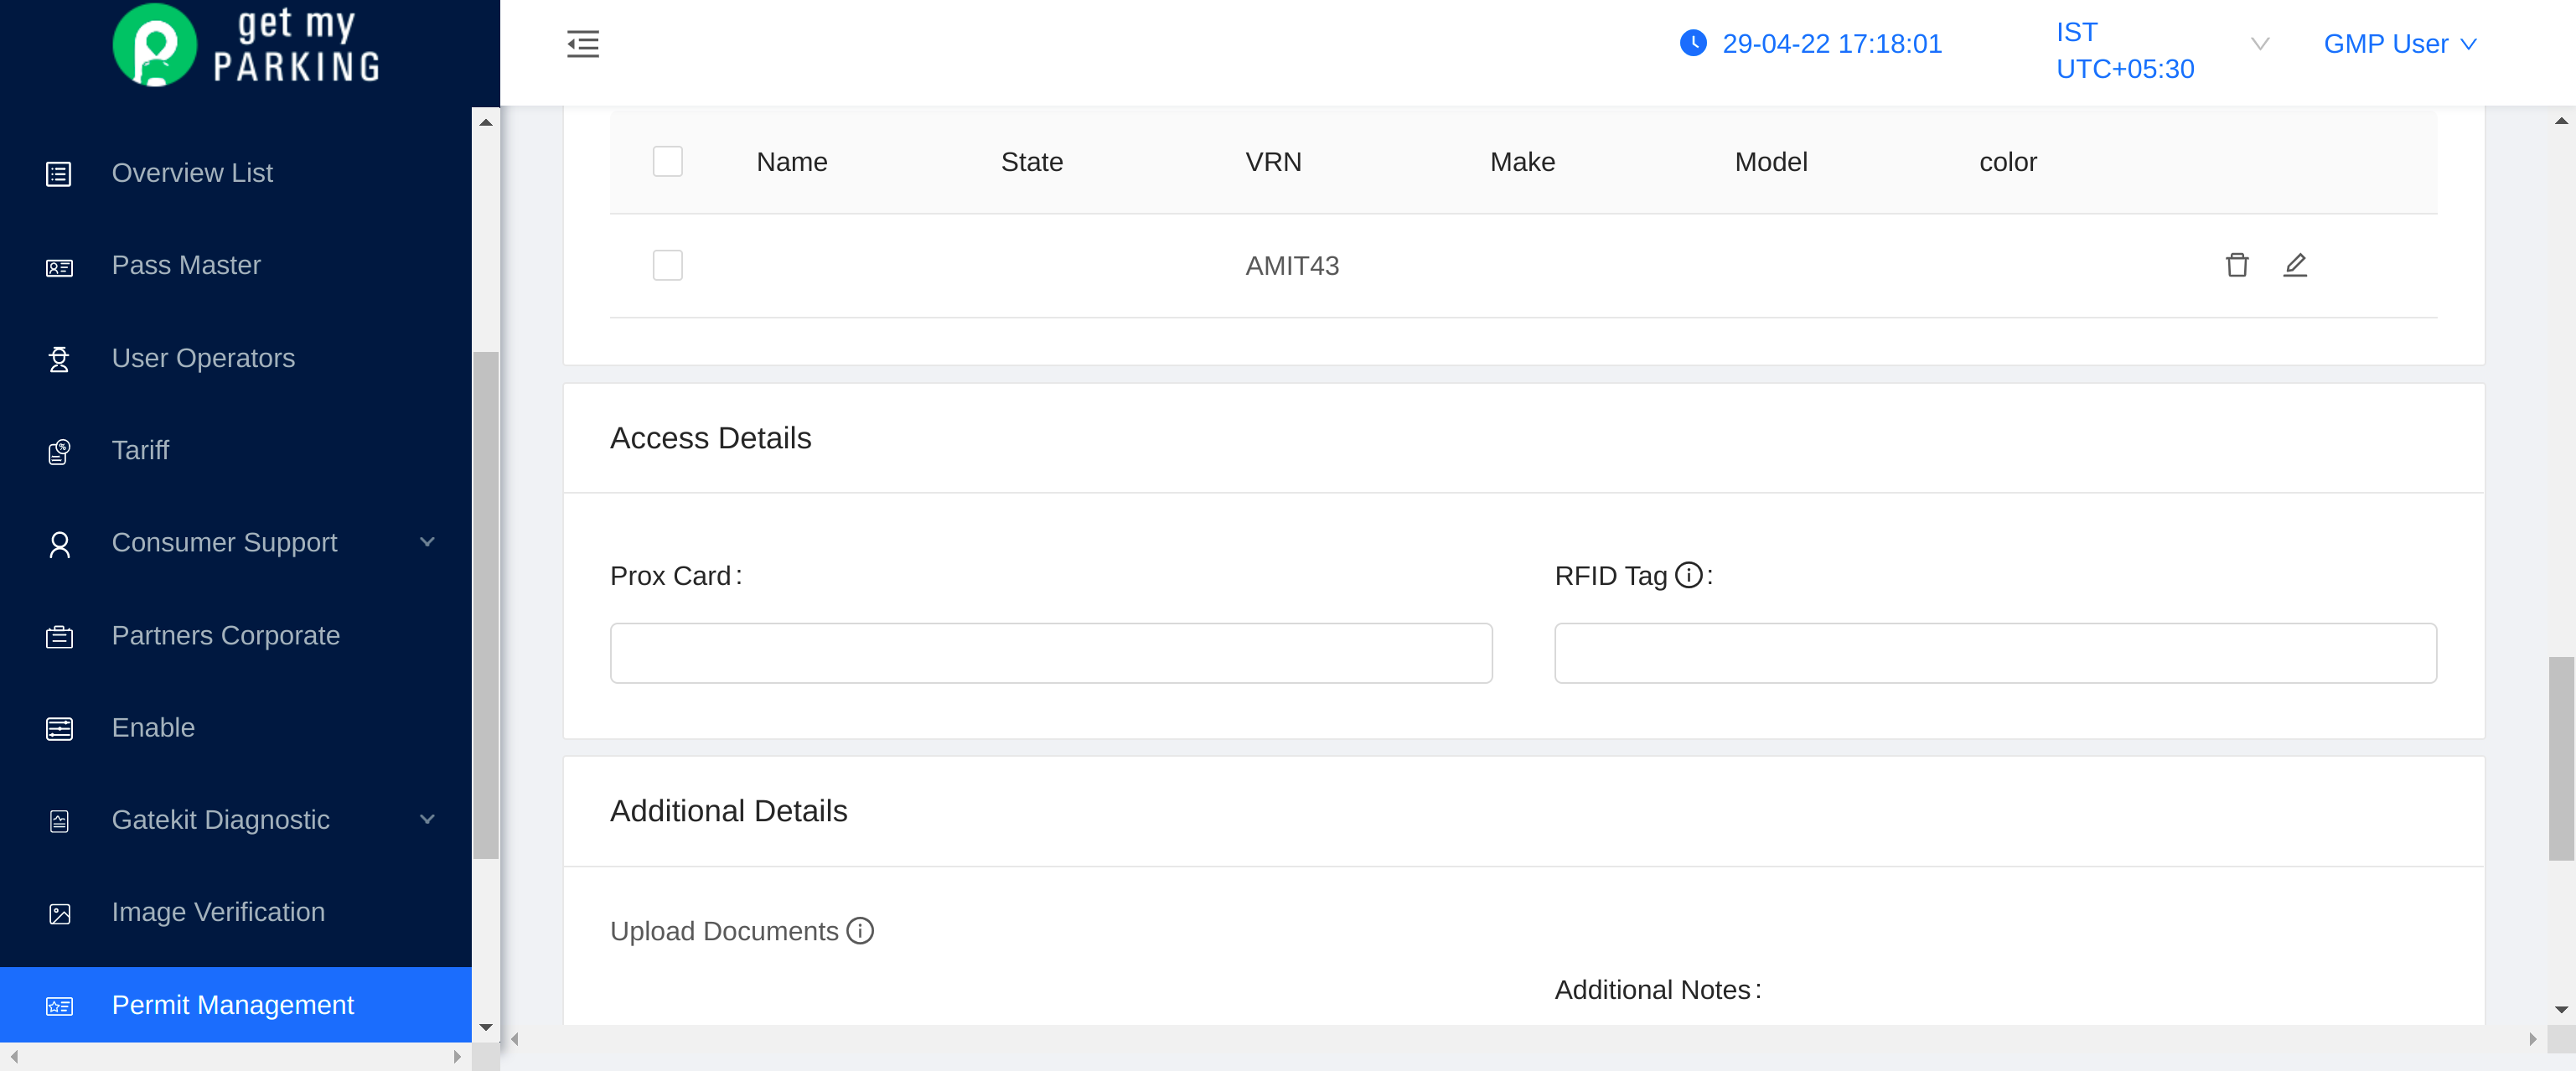 get my
PARKING
29-04-22 17:18:01
IST
UTC+05:30
GMP User
Overview List
Pass Master
User Operators
Tariff
Consumer Support
Partners Corporate
Enable
Gatekit Diagnostic
Image Verification
Permit Management
Name State VRN Make Model color
AMIT43
Access Details
Prox Card :
RFID Tag :
Additional Details
Upload Documents
Additional Notes :